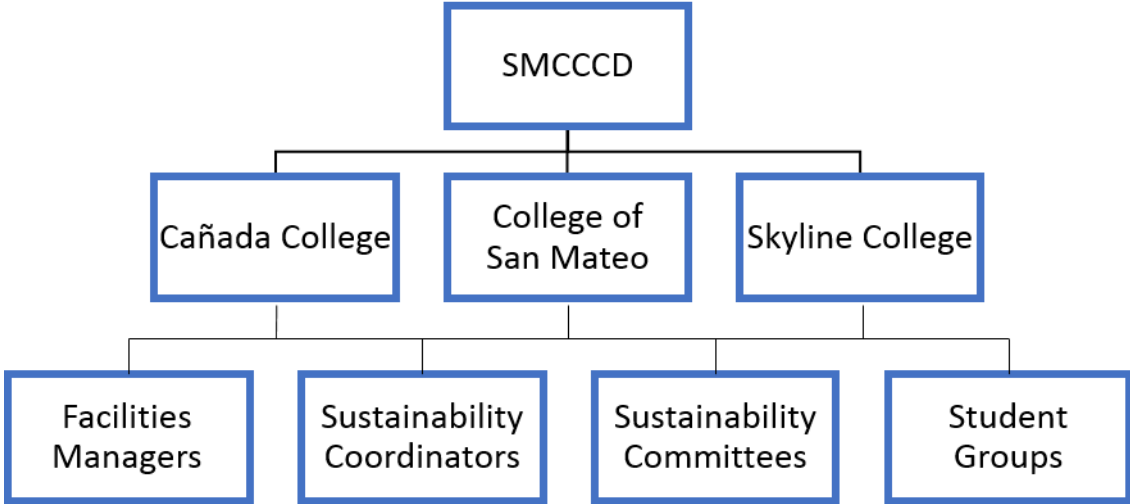 SMCCCD
Cañada College
College of
San Mateo
Skyline College
Facilities
Managers
Sustainability
Coordinators
Sustainability
Committees
Student
Groups